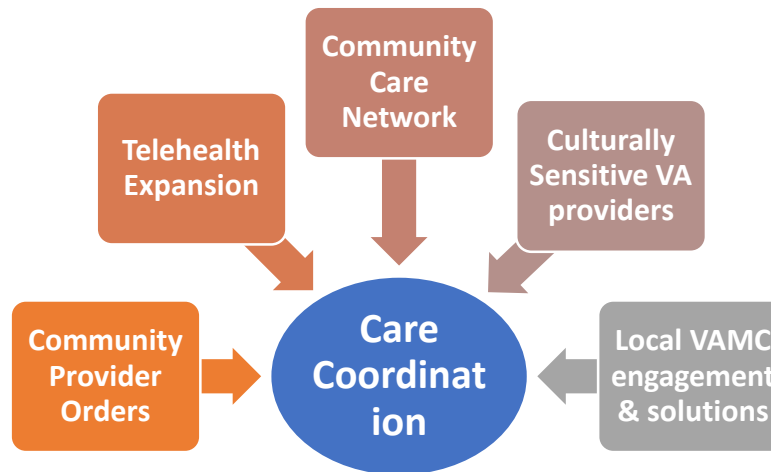 Community
Care
Network
Telehealth
Expansion
Culturally
Sensitive VA
providers
Community
Provider
Orders
Care
Coordinat
ion
Local VAMC
engagement
& solutions